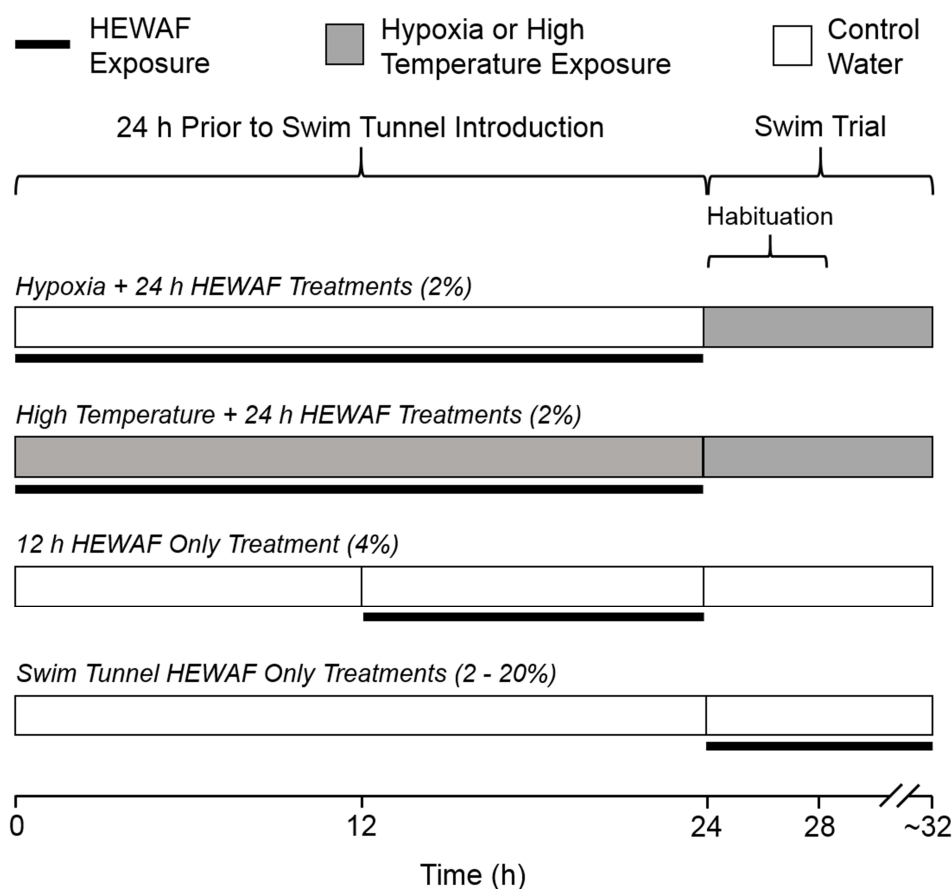 HEWAF
Exposure
Hypoxia or High
Temperature Exposure
Control
Water
24 h Prior to Swim Tunnel Introduction
Swim Trial
Habituation
Hypoxia + 24 h HEWAF Treatments (2%)
High Temperature + 24 h HEWAF Treatments (2%)
12 h HEWAF Only Treatment (4%)
Swim Tunnel HEWAF Only Treatments (2 - 20%)
0 12 24 28 ~32
Time (h)